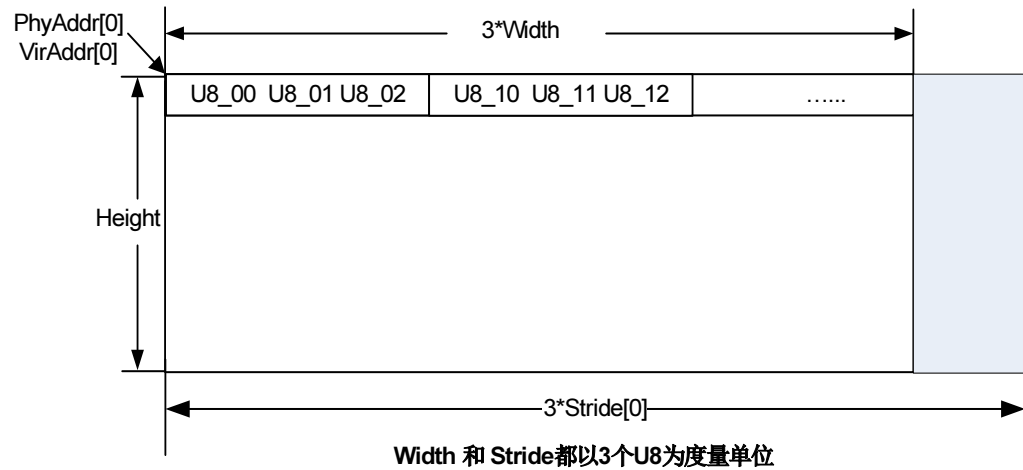 PhyAddr[0]
VirAddr[0]
3*Width
U8_00 U8_01 U8_02 U8_10 U8_11 U8_12 …...
Height
3*Stride[0]
Width 和 Stride都以3个U8为度量单位